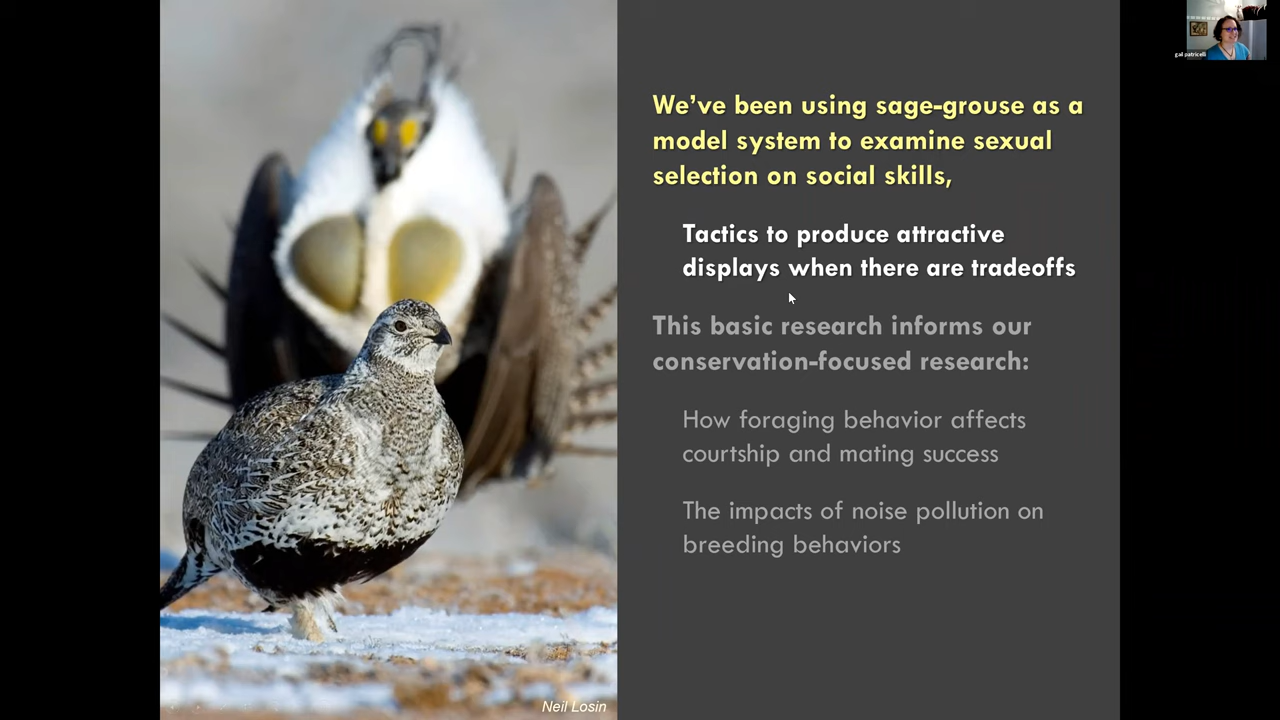 gail patricelli
We've been using sage-grouse as a
model system to examine sexual
selection on social skills,
Tactics to produce attractive
displays when there are tradeoffs
This basic research informs our
conservation-focused research:
How foraging behavior affects
courtship and mating success
The impacts of noise pollution on
breeding behaviors
Neil Losin